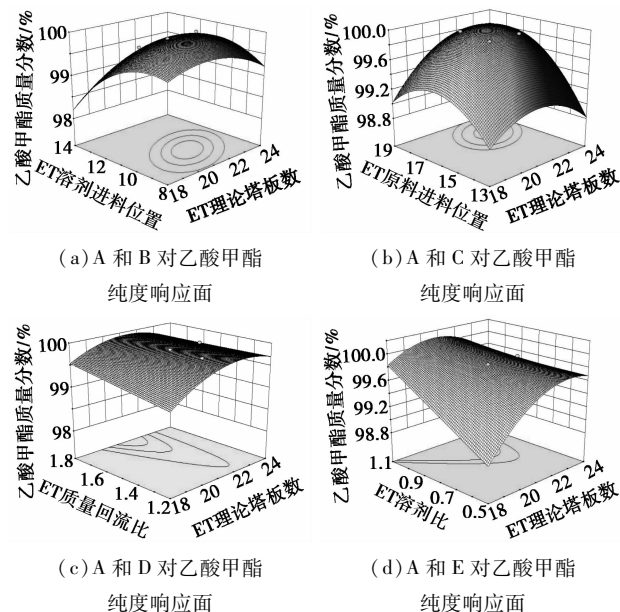 乙酸甲酯质量分数/%
100
99
98
14
12
10
8
18
20
22
24
ET溶剂进料位置
ET理论塔板数
(a)A 和 B 对乙酸甲酯
纯度响应面
乙酸甲酯质量分数/%
100.0
99.6
99.2
98.8
19
17
15
13
18
20
22
24
ET原料进料位置
ET理论塔板数
(b)A 和 C 对乙酸甲酯
纯度响应面
乙酸甲酯质量分数/%
100
99
98
1.8
1.6
1.4
1.2
18
20
22
24
ET质量回流比
ET理论塔板数
(c)A 和 D 对乙酸甲酯
纯度响应面
乙酸甲酯质量分数/%
100.0
99.6
99.2
98.8
1.1
0.9
0.7
0.5
18
20
22
24
ET溶剂比
ET理论塔板数
(d)A 和 E 对乙酸甲酯
纯度响应面